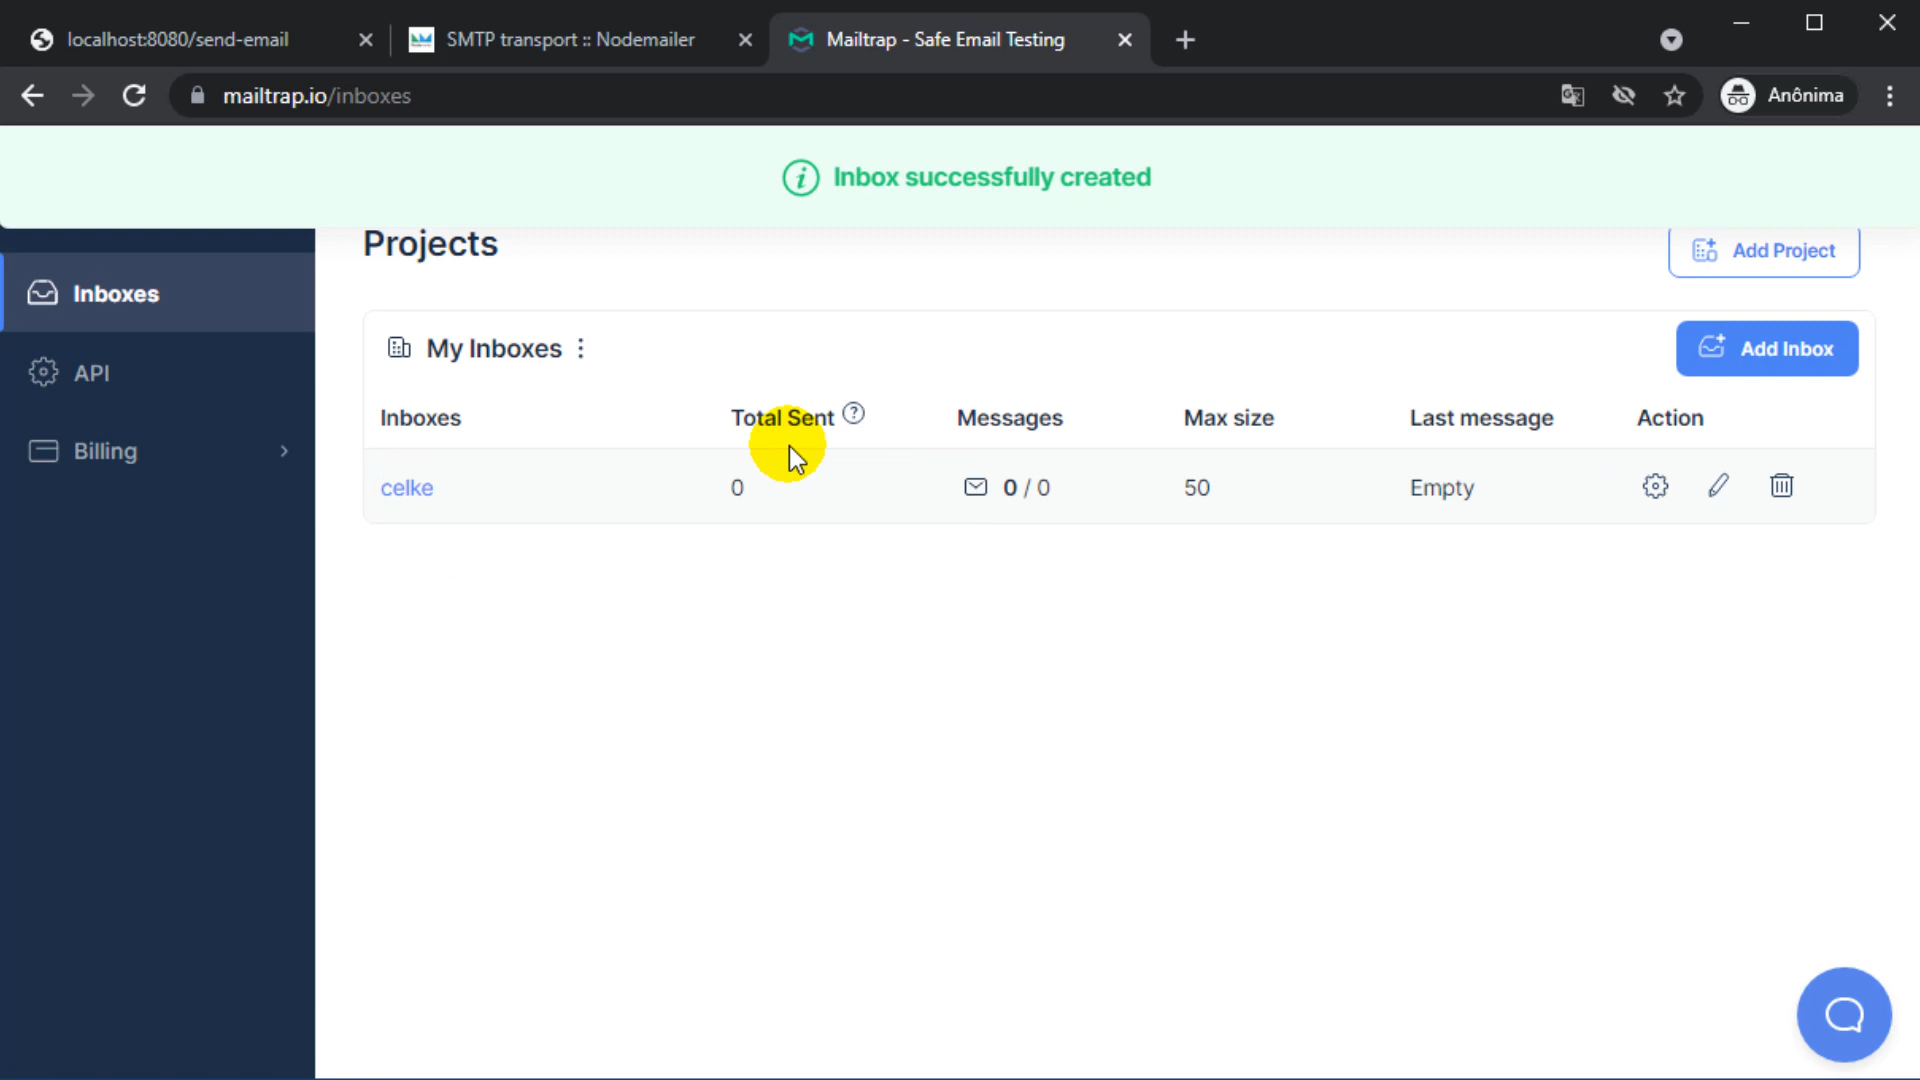 localhost:8080/send-email
SMTP transport :: Nodemailer
Mailtrap - Safe Email Testing
mailtrap.io/inboxes
Anônima
Inbox successfully created
Projects
Add Project
Inboxes
API
Billing
My Inboxes
Add Inbox
Inboxes Total Sent ? Messages Max size Last message Action
celke 0 0 / 0 50 Empty